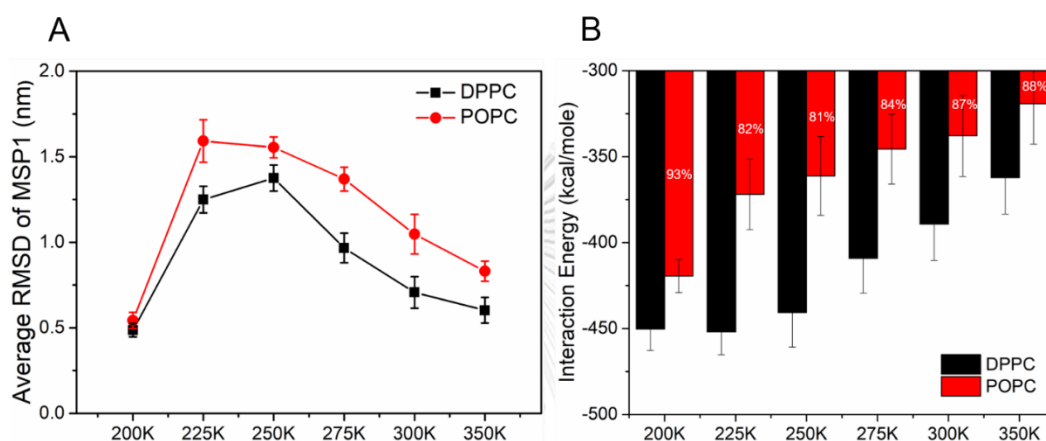 A
Average RMSD of MSP1 (nm)
2.0
1.5
1.0
0.5
0.0
DPPC
POPC
200K 225K 250K 275K 300K 350K
B
Interaction Energy (kcal/mole)
-300
-350
-400
-450
-500
93%
82%
81%
84%
87%
88%
DPPC
POPC
200K 225K 250K 275K 300K 350K